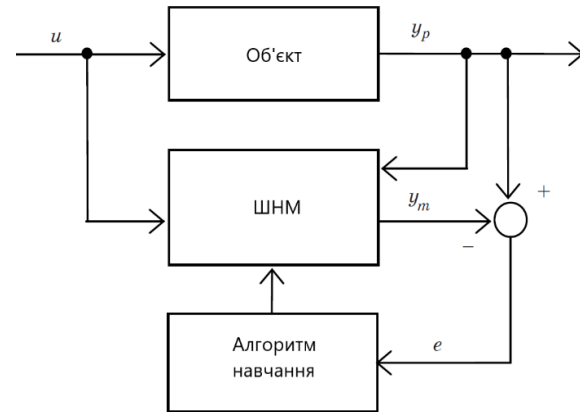 u
Об'єкт
y_p
ШНМ
y_m
+
−
Алгоритм
навчання
e